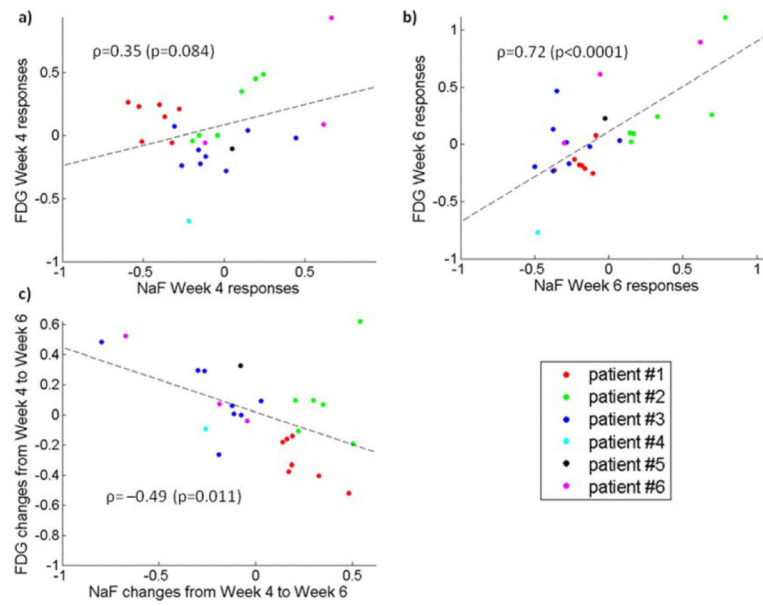 a)
ρ=0.35 (p=0.084)
FDG Week 4 responses
0.5
0
-0.5
-1
-1
-0.5
0
0.5
NaF Week 4 responses
b)
ρ=0.72 (p<0.0001)
FDG Week 6 responses
1
0.5
0
-0.5
-1
-1
-0.5
0
0.5
1
NaF Week 6 responses
c)
ρ= −0.49 (p=0.011)
FDG changes from Week 4 to Week 6
0.6
0.4
0.2
0
-0.2
-0.4
-0.6
-0.8
-1
-1
-0.5
0
0.5
NaF changes from Week 4 to Week 6
patient #1
patient #2
patient #3
patient #4
patient #5
patient #6